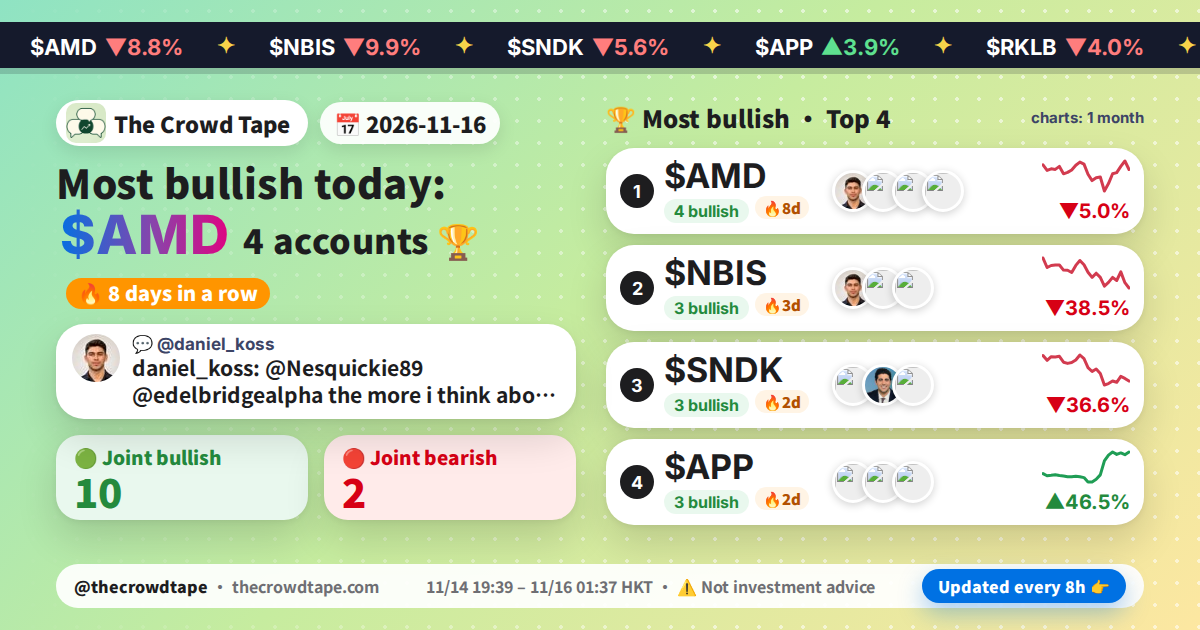 $AMD ▼8.8% ✦ $NBIS ▼9.9% ✦ $SNDK ▼5.6% ✦ $APP ▲3.9% ✦ $RKLB ▼4.0% ✦
The Crowd Tape
📅 2026-11-16
Most bullish today:
$AMD 4 accounts 🏆
🔥 8 days in a row
💬 @daniel_koss
daniel_koss: @Nesquickie89
@edelbridgealpha the more i think abo…
🟢 Joint bullish
10
🔴 Joint bearish
2
🏆 Most bullish • Top 4
charts: 1 month
1
$AMD
4 bullish 🔥8d
▼5.0%
2
$NBIS
3 bullish 🔥3d
▼38.5%
3
$SNDK
3 bullish 🔥2d
▼36.6%
4
$APP
3 bullish 🔥2d
▲46.5%
@thecrowdtape • thecrowdtape.com
11/14 19:39 – 11/16 01:37 HKT • ⚠️ Not investment advice
Updated every 8h 👉